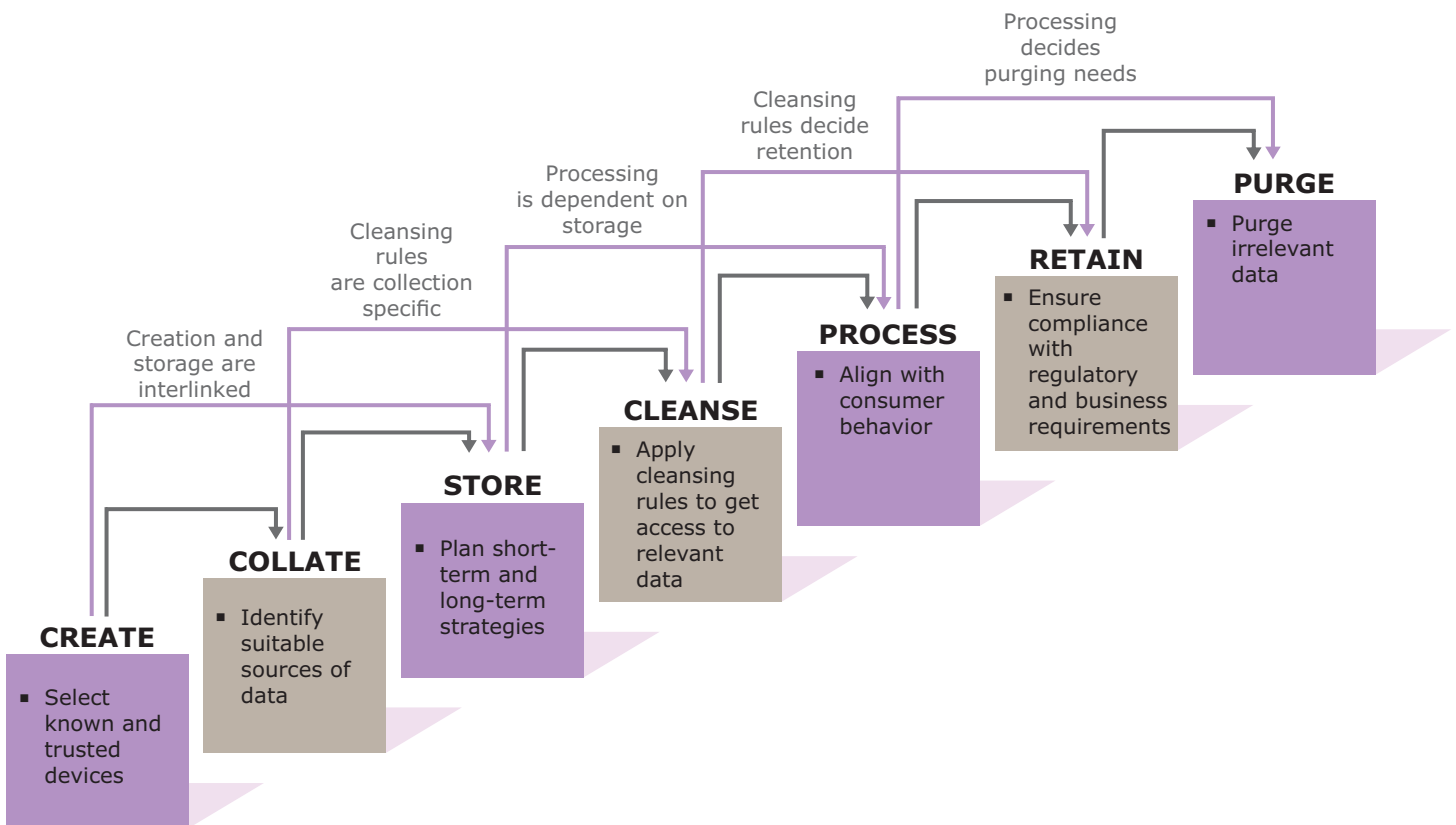 Processing
decides
purging needs
Cleansing
rules decide
retention
Processing
is dependent on
storage
Cleansing
rules
are collection
specific
Creation and
storage are
interlinked
CREATE
▪ Select
known and
trusted
devices
COLLATE
▪ Identify
suitable
sources of
data
STORE
▪ Plan short-
term and
long-term
strategies
CLEANSE
▪ Apply
cleansing
rules to get
access to
relevant
data
PROCESS
▪ Align with
consumer
behavior
RETAIN
▪ Ensure
compliance
with
regulatory
and business
requirements
PURGE
▪ Purge
irrelevant
data